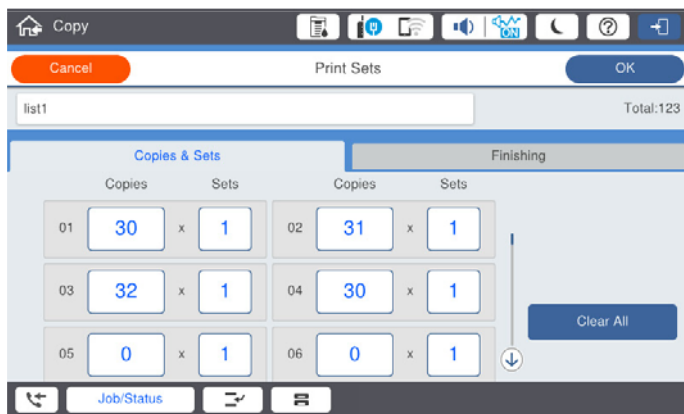 Copy
ON
Cancel Print Sets OK
list1 Total:123
Copies & Sets Finishing
Copies Sets Copies Sets
01 30 x 1 02 31 x 1
03 32 x 1 04 30 x 1
Clear All
05 0 x 1 06 0 x 1
Job/Status